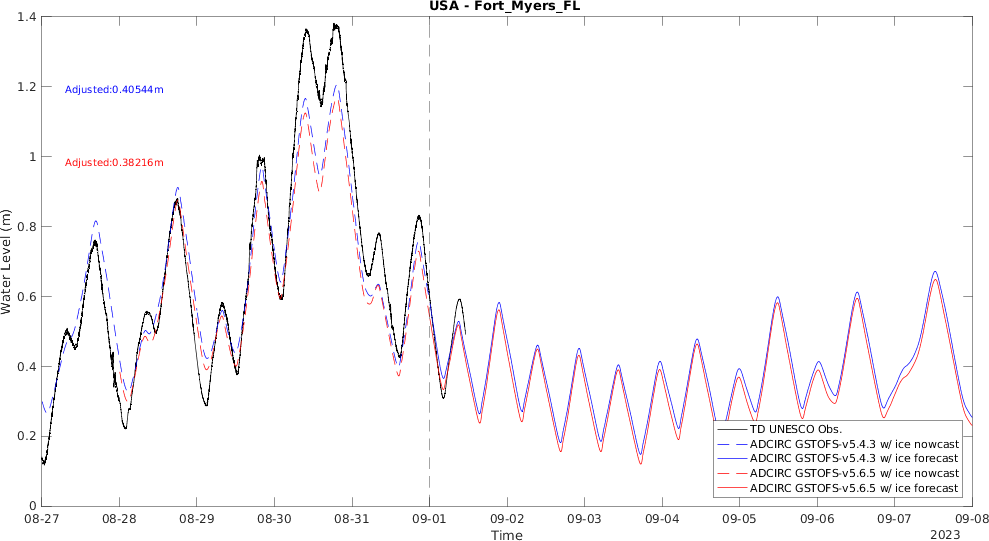 USA - Fort_Myers_FL
1.4
1.2
1
0.8
0.6
0.4
0.2
0
Water Level (m)
Adjusted:0.40544m
Adjusted:0.38216m
TD UNESCO Obs.
ADCIRC GSTOFS-v5.4.3 w/ ice nowcast
ADCIRC GSTOFS-v5.4.3 w/ ice forecast
ADCIRC GSTOFS-v5.6.5 w/ ice nowcast
ADCIRC GSTOFS-v5.6.5 w/ ice forecast
08-27 08-28 08-29 08-30 08-31 09-01 09-02 09-03 09-04 09-05 09-06 09-07 09-08
Time
2023